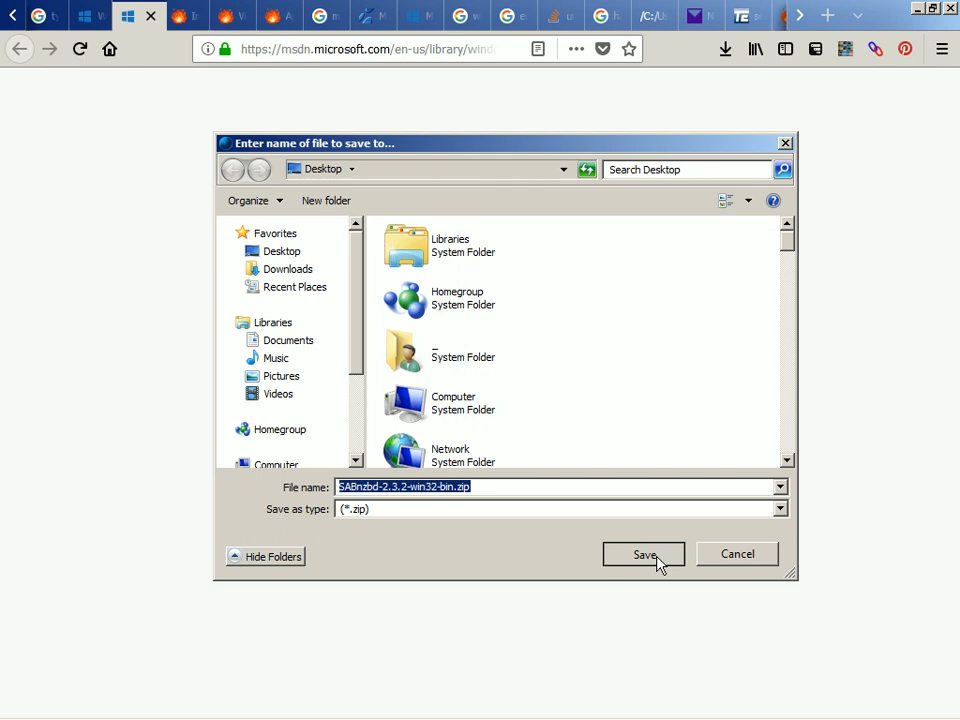 https://msdn.microsoft.com/en-us/library/windo
Enter name of file to save to...
Desktop
Search Desktop
Organize
New folder
Favorites
Desktop
Downloads
Recent Places
Libraries
Documents
Music
Pictures
Videos
Homegroup
Computer
Libraries
System Folder
Homegroup
System Folder
_
System Folder
Computer
System Folder
Network
System Folder
File name:
SABnzbd-2.3.2-win32-bin.zip
Save as type:
(*.zip)
Hide Folders
Save
Cancel